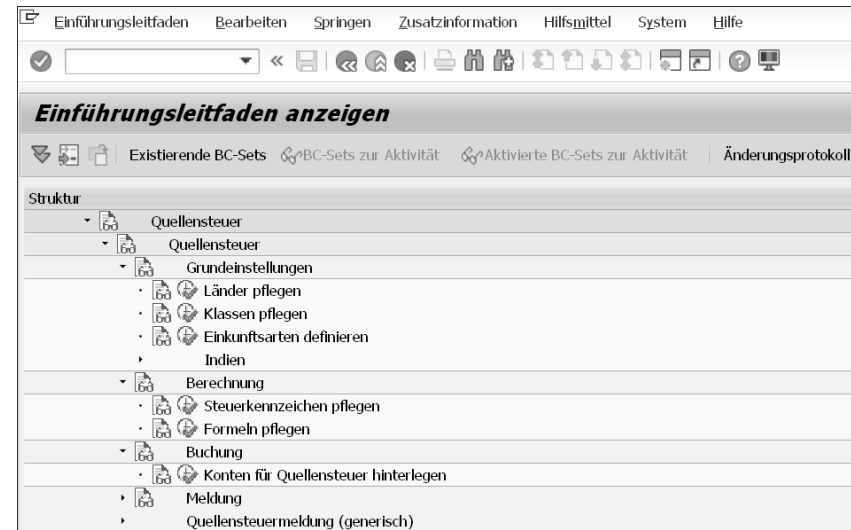 Einführungsleitfaden Bearbeiten Springen Zusatzinformation Hilfsmittel System Hilfe
Einführungsleitfaden anzeigen
Existierende BC-Sets BC-Sets zur Aktivität Aktivierte BC-Sets zur Aktivität Änderungsprotokoll
Struktur
Quellensteuer
Quellensteuer
Grundeinstellungen
Länder pflegen
Klassen pflegen
Einkunftsarten definieren
Indien
Berechnung
Steuerkennzeichen pflegen
Formeln pflegen
Buchung
Konten für Quellensteuer hinterlegen
Meldung
Quellensteuermeldung (generisch)